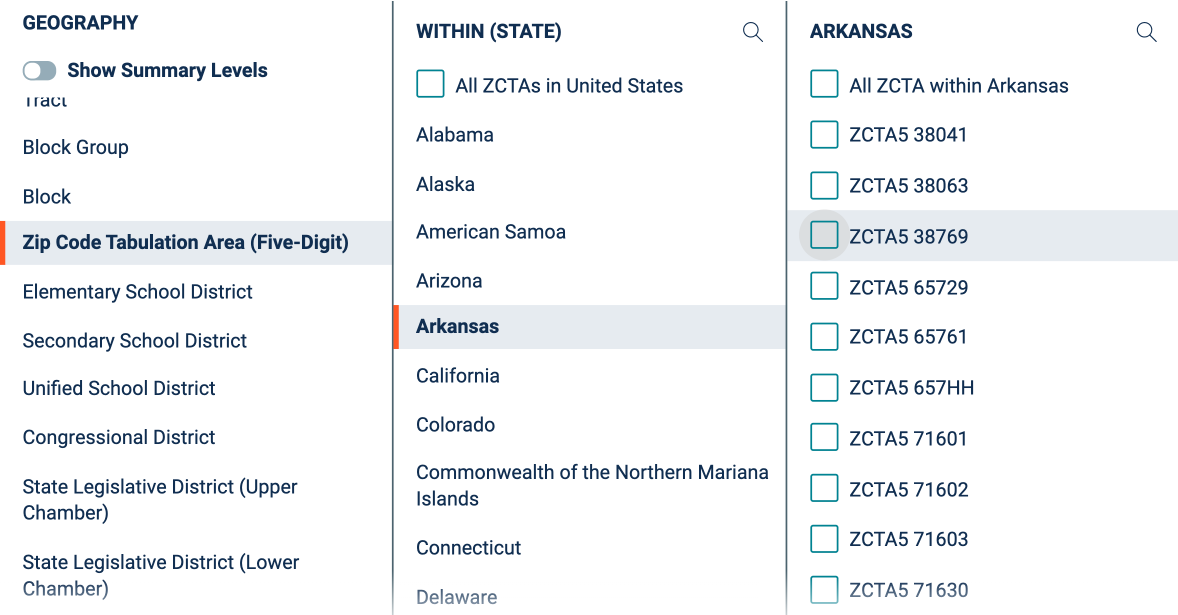 GEOGRAPHY
Show Summary Levels
Tract
Block Group
Block
Zip Code Tabulation Area (Five-Digit)
Elementary School District
Secondary School District
Unified School District
Congressional District
State Legislative District (Upper
Chamber)
State Legislative District (Lower
Chamber)
WITHIN (STATE)
All ZCTAs in United States
Alabama
Alaska
American Samoa
Arizona
Arkansas
California
Colorado
Commonwealth of the Northern Mariana
Islands
Connecticut
Delaware
ARKANSAS
All ZCTA within Arkansas
ZCTA5 38041
ZCTA5 38063
ZCTA5 38769
ZCTA5 65729
ZCTA5 65761
ZCTA5 657HH
ZCTA5 71601
ZCTA5 71602
ZCTA5 71603
ZCTA5 71630